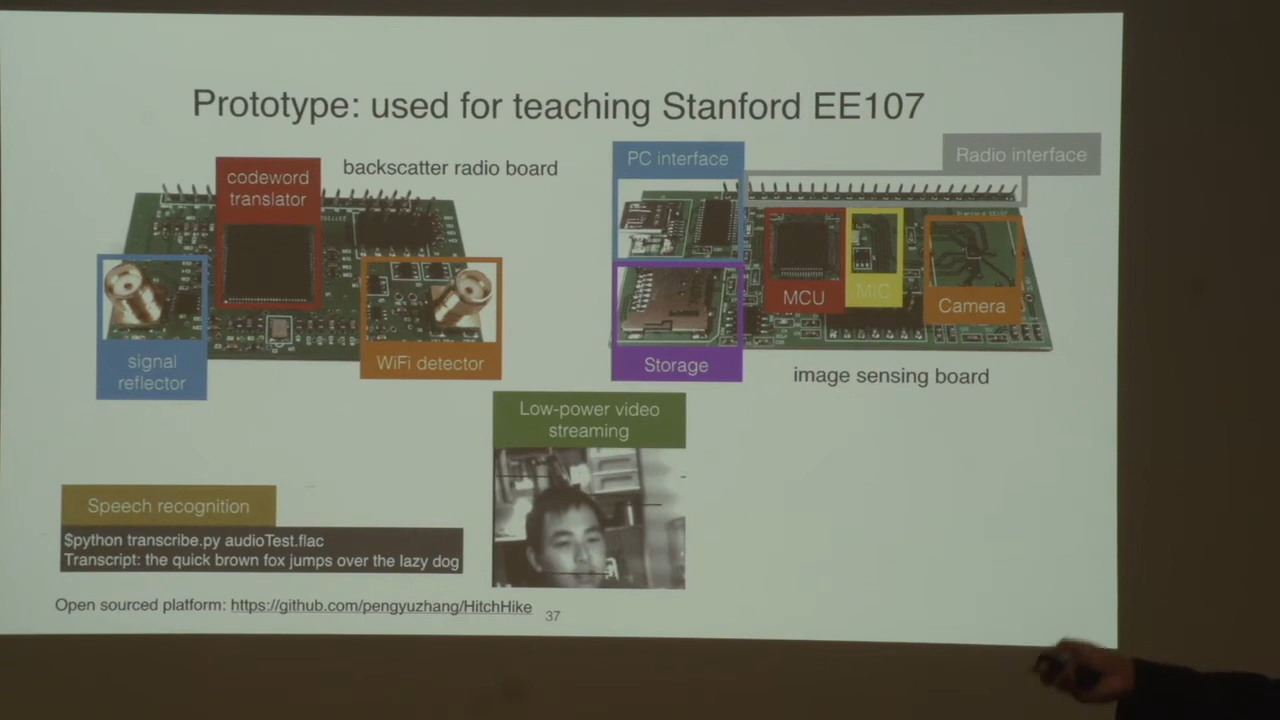 Prototype: used for teaching Stanford EE107
codeword
translator
backscatter radio board
signal
reflector
WiFi detector
PC interface
Radio interface
MCU
MIC
Camera
Storage
image sensing board
Low-power video
streaming
Speech recognition
$python transcribe.py audioTest.flac
Transcript: the quick brown fox jumps over the lazy dog
Open sourced platform: https://github.com/pengyuzhang/HitchHike
37